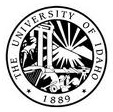 THE UNIVERSITY OF IDAHO
1889